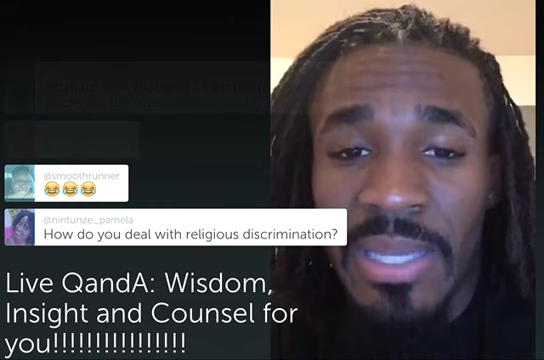 @smoothrunner
😂😂😂
@nintunze_pamela
How do you deal with religious discrimination?
Live QandA: Wisdom,
Insight and Counsel for
you!!!!!!!!!!!!!!!!